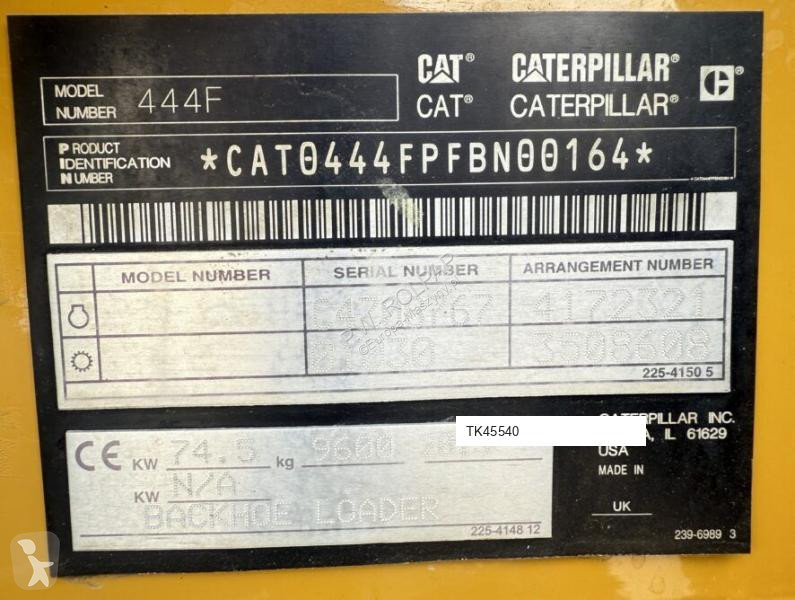 CAT® CATERPILLAR®
MODEL NUMBER 444F
CAT® CATERPILLAR®
PRODUCT IDENTIFICATION NUMBER *CAT0444FPFBN00164*
MODEL NUMBER SERIAL NUMBER ARRANGEMENT NUMBER
4172321
3508608
225-4150 5
TK45540
CATERPILLAR INC.
IL 61629
USA
MADE IN
UK
CE KW 74.5 kg 9600
KW N/A
BACKHOE LOADER
225-4148 12
239-6989 3